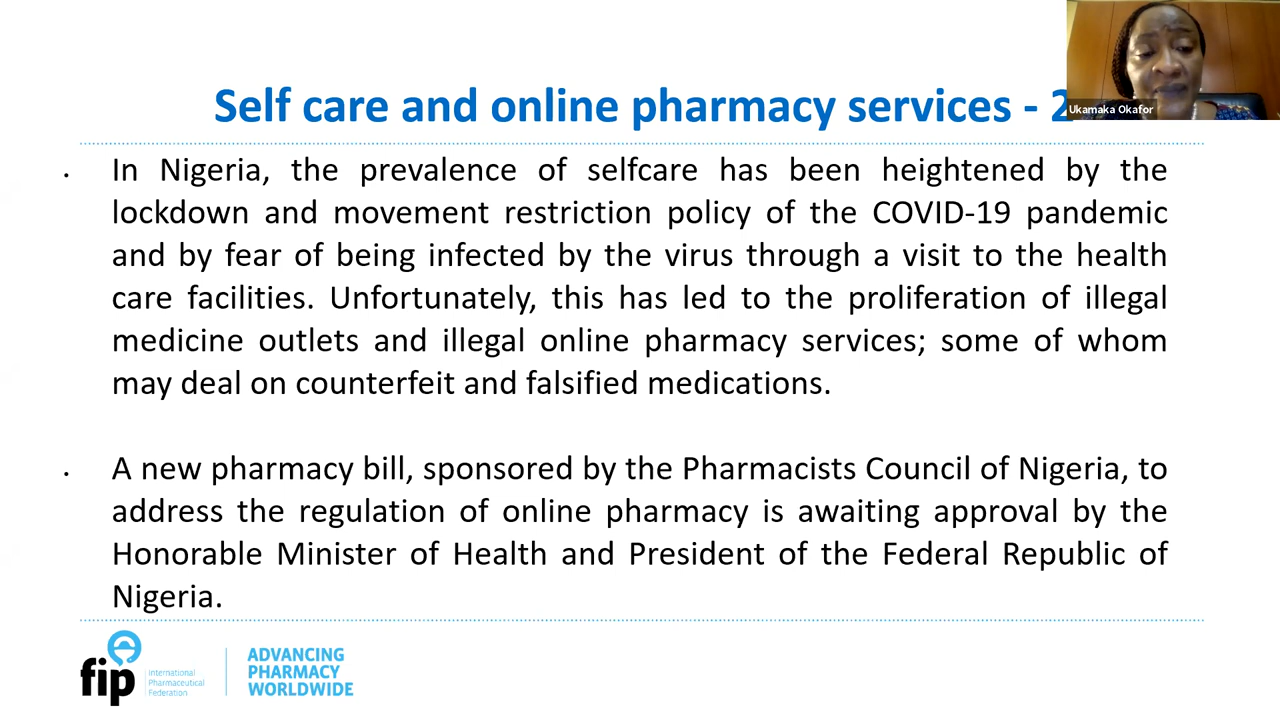 Self care and online pharmacy services - 2
Ukamaka Okafor
• In Nigeria, the prevalence of selfcare has been heightened by the
lockdown and movement restriction policy of the COVID-19 pandemic
and by fear of being infected by the virus through a visit to the health
care facilities. Unfortunately, this has led to the proliferation of illegal
medicine outlets and illegal online pharmacy services; some of whom
may deal on counterfeit and falsified medications.
• A new pharmacy bill, sponsored by the Pharmacists Council of Nigeria, to
address the regulation of online pharmacy is awaiting approval by the
Honorable Minister of Health and President of the Federal Republic of
Nigeria.
fip
International
Pharmaceutical
Federation
ADVANCING
PHARMACY
WORLDWIDE